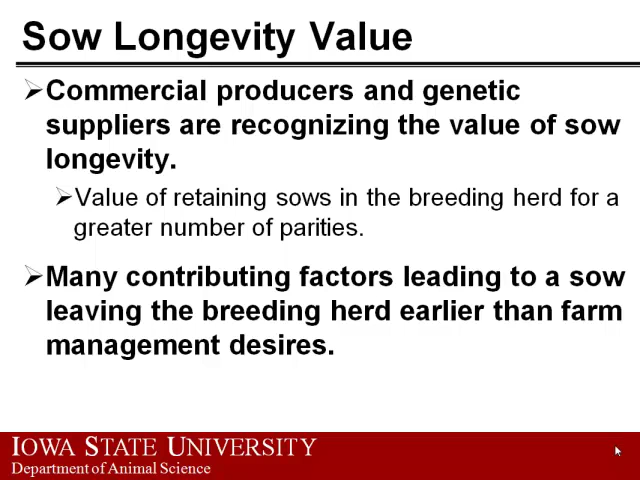 Sow Longevity Value
➢Commercial producers and genetic
suppliers are recognizing the value of sow
longevity.
➢Value of retaining sows in the breeding herd for a
greater number of parities.
➢Many contributing factors leading to a sow
leaving the breeding herd earlier than farm
management desires.
IOWA STATE UNIVERSITY
Department of Animal Science